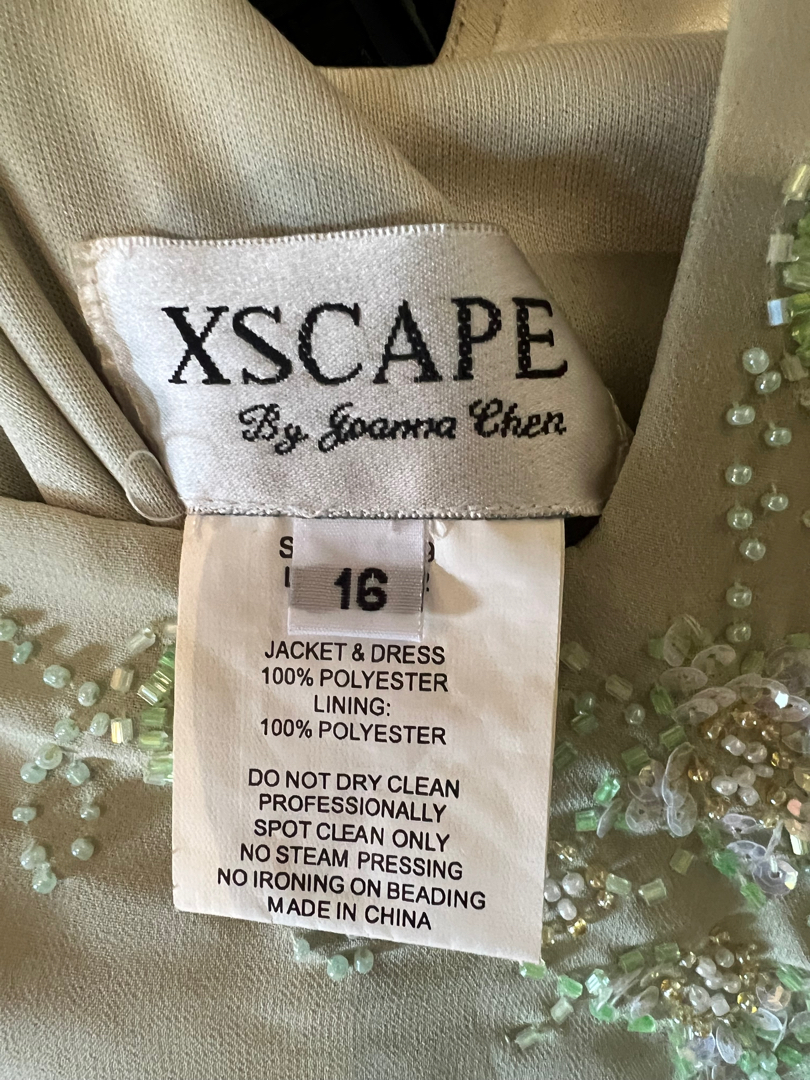 XSCAPE
By Joanna Chen
16
JACKET & DRESS
100% POLYESTER
LINING:
100% POLYESTER
DO NOT DRY CLEAN
PROFESSIONALLY
SPOT CLEAN ONLY
NO STEAM PRESSING
NO IRONING ON BEADING
MADE IN CHINA